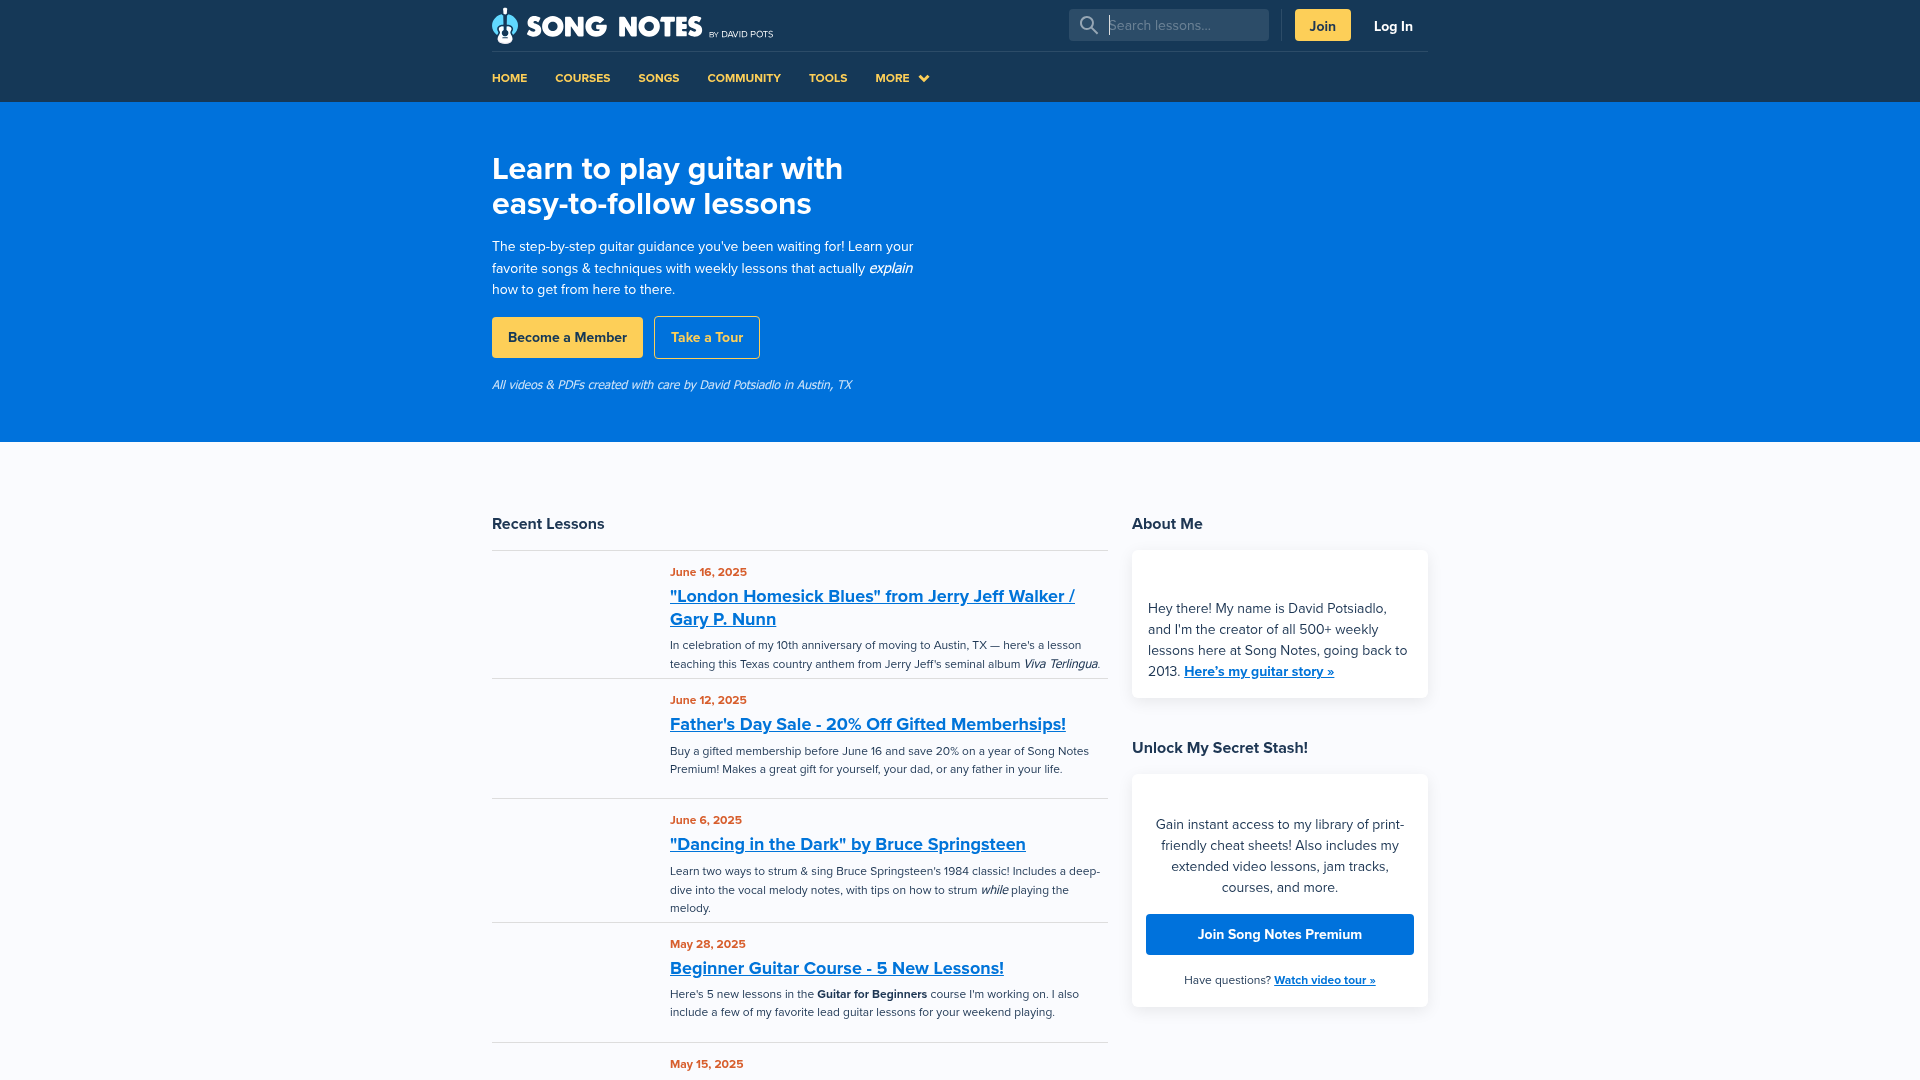 SONG NOTES BY DAVID POTS
Search lessons...
Join
Log In
HOME
COURSES
SONGS
COMMUNITY
TOOLS
MORE
Learn to play guitar with
easy-to-follow lessons
The step-by-step guitar guidance you've been waiting for! Learn your
favorite songs & techniques with weekly lessons that actually explain
how to get from here to there.
Become a Member
Take a Tour
All videos & PDFs created with care by David Potsiadlo in Austin, TX
Recent Lessons
June 16, 2025
"London Homesick Blues" from Jerry Jeff Walker /
Gary P. Nunn
In celebration of my 10th anniversary of moving to Austin, TX — here's a lesson
teaching this Texas country anthem from Jerry Jeff's seminal album Viva Terlingua.
June 12, 2025
Father's Day Sale - 20% Off Gifted Memberhsips!
Buy a gifted membership before June 16 and save 20% on a year of Song Notes
Premium! Makes a great gift for yourself, your dad, or any father in your life.
June 6, 2025
"Dancing in the Dark" by Bruce Springsteen
Learn two ways to strum & sing Bruce Springsteen's 1984 classic! Includes a deep-
dive into the vocal melody notes, with tips on how to strum while playing the
melody.
May 28, 2025
Beginner Guitar Course - 5 New Lessons!
Here's 5 new lessons in the Guitar for Beginners course I'm working on. I also
include a few of my favorite lead guitar lessons for your weekend playing.
May 15, 2025
About Me
Hey there! My name is David Potsiadlo,
and I'm the creator of all 500+ weekly
lessons here at Song Notes, going back to
2013. Here's my guitar story »
Unlock My Secret Stash!
Gain instant access to my library of print-
friendly cheat sheets! Also includes my
extended video lessons, jam tracks,
courses, and more.
Join Song Notes Premium
Have questions? Watch video tour »